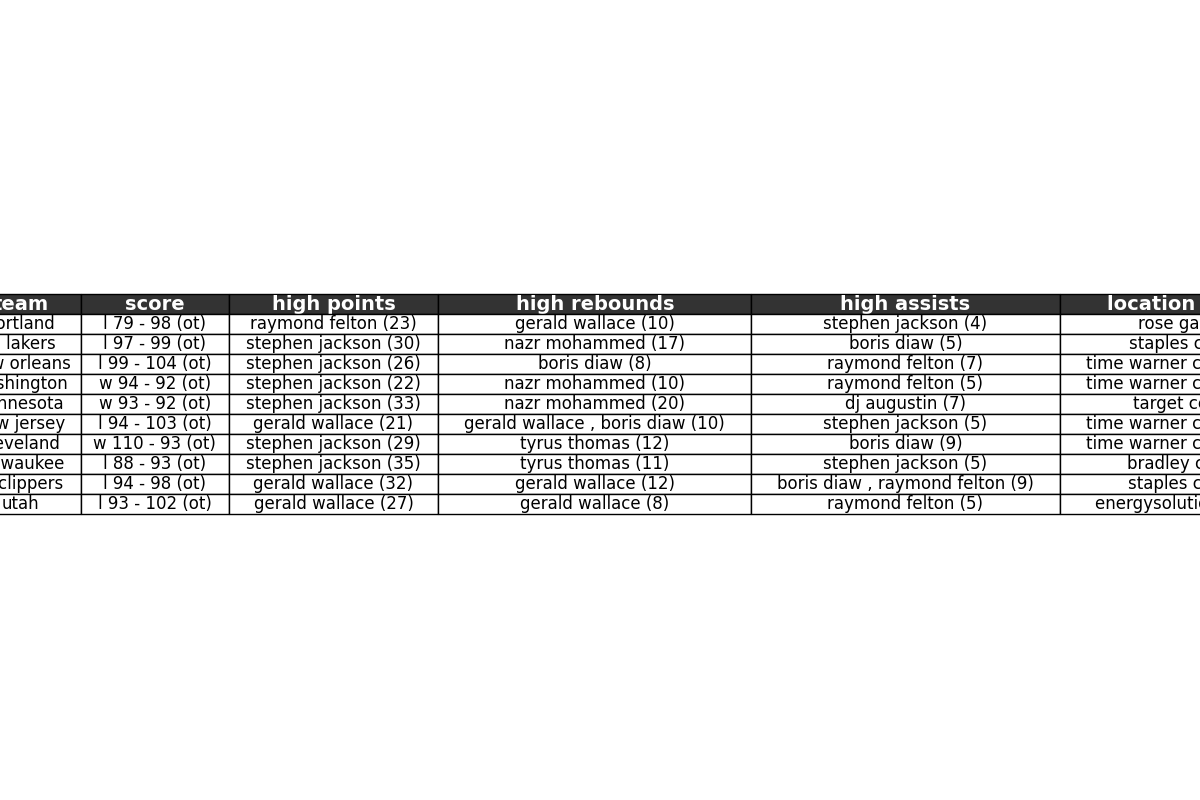 team score high points high rebounds high assists location
ortland l 79 - 98 (ot) raymond felton (23) gerald wallace (10) stephen jackson (4) rose ga
lakers l 97 - 99 (ot) stephen jackson (30) nazr mohammed (17) boris diaw (5) staples c
w orleans l 99 - 104 (ot) stephen jackson (26) boris diaw (8) raymond felton (7) time warner c
shington w 94 - 92 (ot) stephen jackson (22) nazr mohammed (10) raymond felton (5) time warner c
nnesota w 93 - 92 (ot) stephen jackson (33) nazr mohammed (20) dj augustin (7) target ce
w jersey l 94 - 103 (ot) gerald wallace (21) gerald wallace , boris diaw (10) stephen jackson (5) time warner c
eveland w 110 - 93 (ot) stephen jackson (29) tyrus thomas (12) boris diaw (9) time warner c
waukee l 88 - 93 (ot) stephen jackson (35) tyrus thomas (11) stephen jackson (5) bradley c
clippers l 94 - 98 (ot) gerald wallace (32) gerald wallace (12) boris diaw , raymond felton (9) staples c
utah l 93 - 102 (ot) gerald wallace (27) gerald wallace (8) raymond felton (5) energysoluti